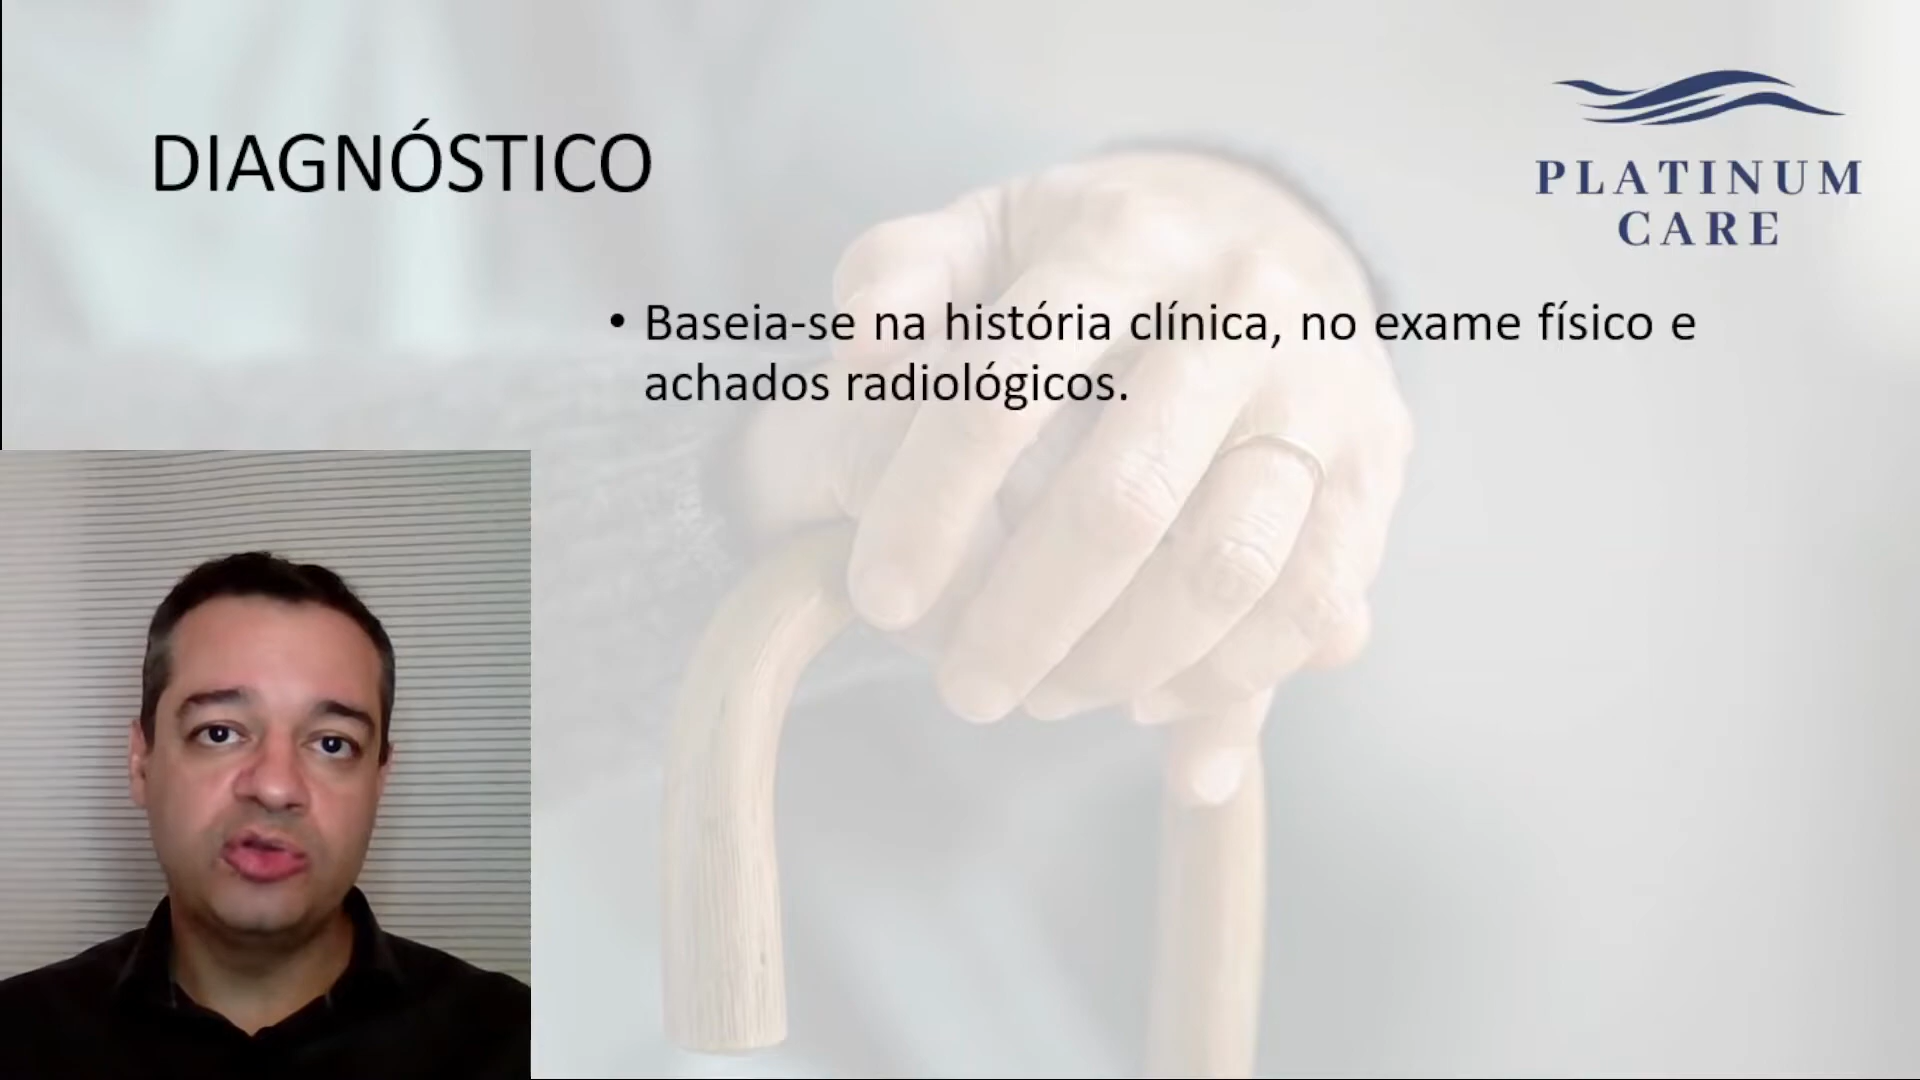 DIAGNÓSTICO
PLATINUM
CARE
• Baseia-se na história clínica, no exame físico e
achados radiológicos.